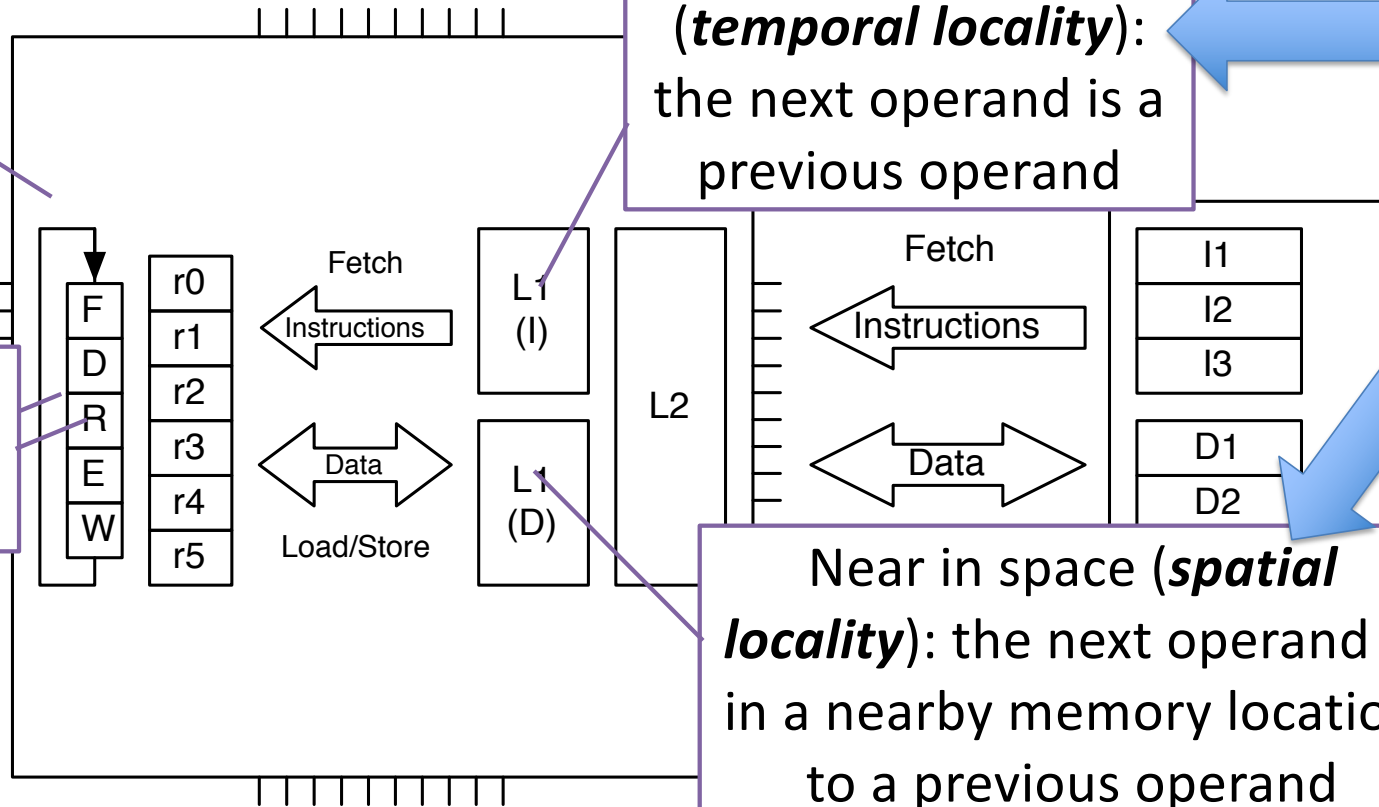 (temporal locality):
the next operand is a
previous operand
F
D
R
E
W
r0
r1
r2
r3
r4
r5
Fetch
Instructions
Data
Load/Store
L1
(I)
L1
(D)
L2
Fetch
Instructions
Data
I1
I2
I3
D1
D2
Near in space (spatial
locality): the next operand
in a nearby memory locatio
to a previous operand